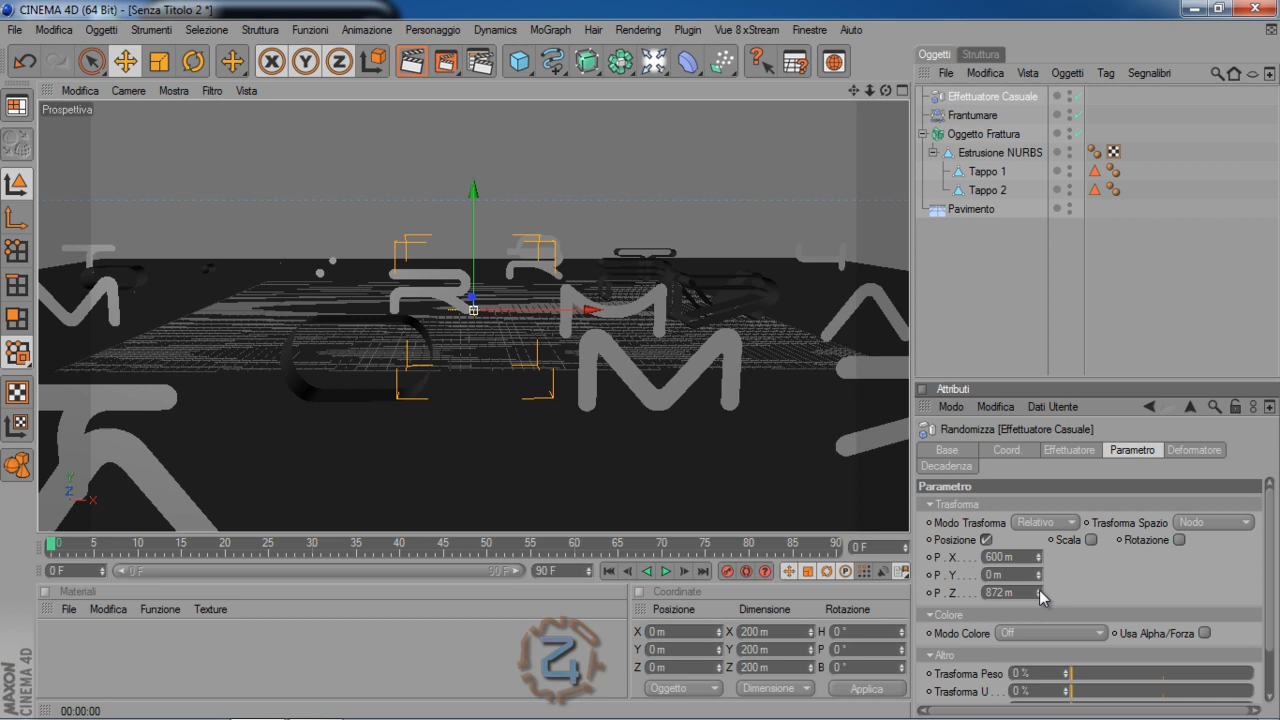 CINEMA 4D (64 Bit) - [Senza Titolo 2 *]
File Modifica Oggetti Strumenti Selezione Struttura Funzioni Animazione Personaggio Dynamics MoGraph Hair Rendering Plugin Vue 8 xStream Finestre Aiuto
X Y Z
Modifica Camere Mostra Filtro Vista
Prospettiva
Oggetti Struttura
File Modifica Vista Oggetti Tag Segnalibri
Effettuatore Casuale
Frantumare
Oggetto Frattura
Estrusione NURBS
Tappo 1
Tappo 2
Pavimento
Attributi
Modo Modifica Dati Utente
Randomizza [Effettuatore Casuale]
Base Coord. Effettuatore Parametro Deformatore
Decadenza
Parametro
Trasforma
Modo Trasforma Relativo Trasforma Spazio Nodo
Posizione Scala Rotazione
P . X 600 m
P . Y 0 m
P . Z 872 m
Colore
Modo Colore Off Usa Alpha/Forza
Altro
Trasforma Peso 0 %
Trasforma U 0 %
Y
Z X
0 5 10 15 20 25 30 35 40 45 50 55 60 65 70 75 80 85 90 0 F
0 F 0 F 90 F 90 F
Materiali
File Modifica Funzione Texture
Coordinate
Posizione Dimensione Rotazione
X 0 m X 200 m H 0 °
Y 0 m Y 200 m P 0 °
Z 0 m Z 200 m B 0 °
Oggetto Dimensione Applica
MAXON
CINEMA 4D
00:00:00